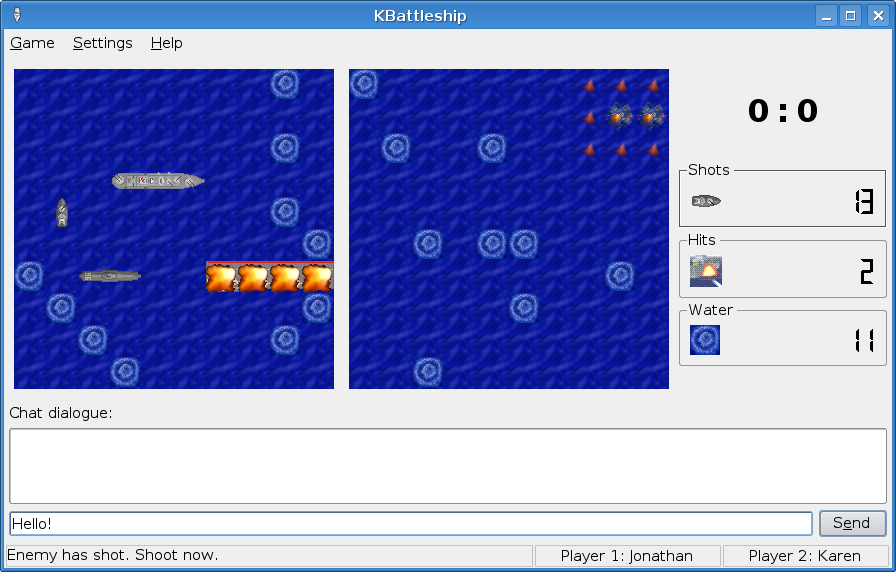 KBattleship
Game Settings Help
0:0
Shots
13
Hits
2
Water
11
Chat dialogue:
Hello!
Send
Enemy has shot. Shoot now.
Player 1: Jonathan
Player 2: Karen